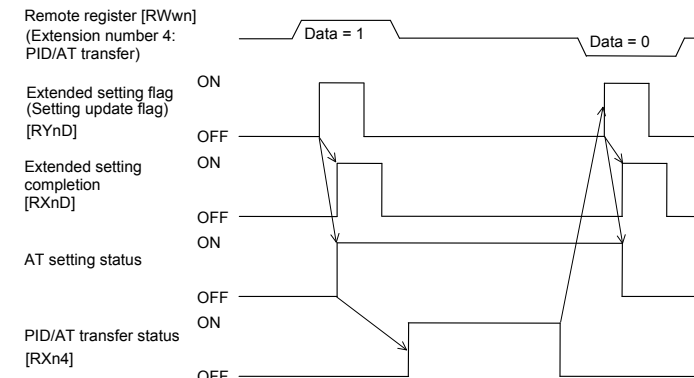 Remote register [RWwn]
(Extension number 4:
PID/AT transfer)
Data = 1
Data = 0
Extended setting flag
(Setting update flag)
[RYnD]
ON
OFF
Extended setting
completion
[RXnD]
ON
OFF
AT setting status
ON
OFF
PID/AT transfer status
[RXn4]
ON
OFF